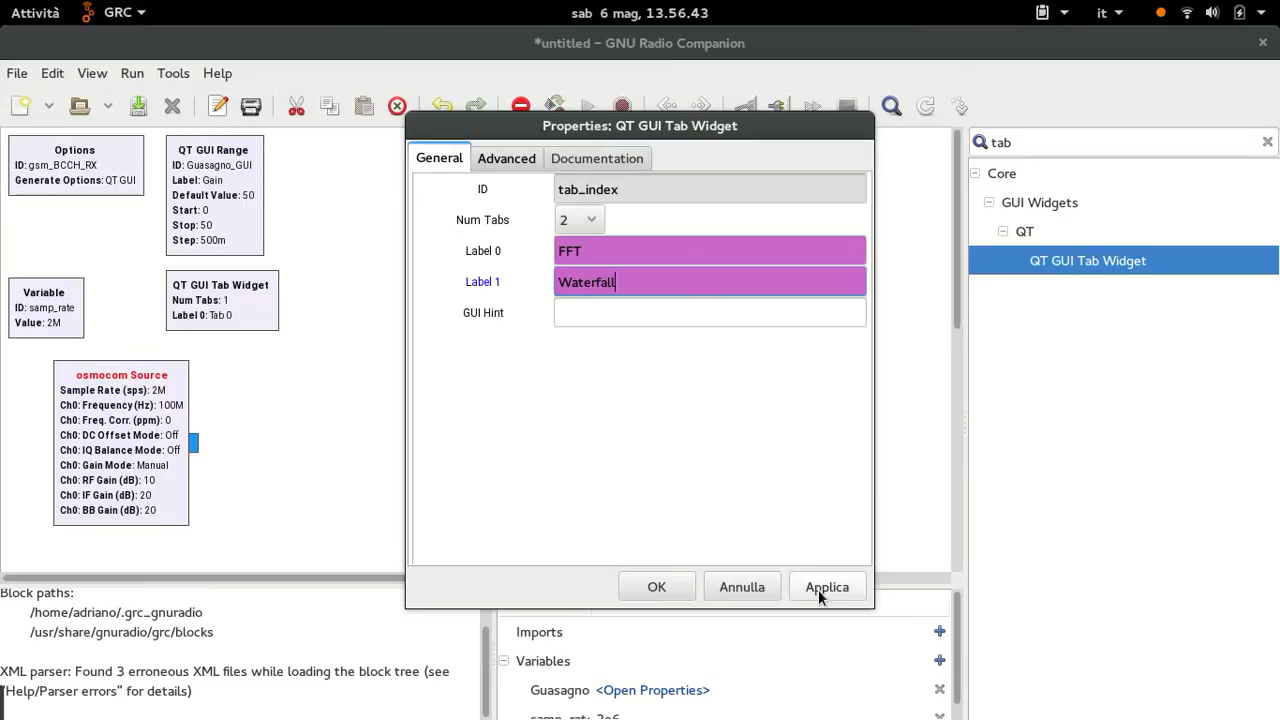 Attività
GRC
sab 6 mag, 13.56.43
it
*untitled – GNU Radio Companion
File Edit View Run Tools Help
Options
ID: gsm_BCCH_RX
Generate Options: QT GUI
QT GUI Range
ID: Guasagno_GUI
Label: Gain
Default Value: 50
Start: 0
Stop: 50
Step: 500m
Variable
ID: samp_rate
Value: 2M
QT GUI Tab Widget
Num Tabs: 1
Label 0: Tab 0
osmocom Source
Sample Rate (sps): 2M
Ch0: Frequency (Hz): 100M
Ch0: Freq. Corr. (ppm): 0
Ch0: DC Offset Mode: Off
Ch0: IQ Balance Mode: Off
Ch0: Gain Mode: Manual
Ch0: RF Gain (dB): 10
Ch0: IF Gain (dB): 20
Ch0: BB Gain (dB): 20
Properties: QT GUI Tab Widget
General Advanced Documentation
ID tab_index
Num Tabs 2
Label 0 FFT
Label 1 Waterfall
GUI Hint
OK Annulla Applica
tab
Core
GUI Widgets
QT
QT GUI Tab Widget
Block paths:
/home/adriano/.grc_gnuradio
/usr/share/gnuradio/grc/blocks
XML parser: Found 3 erroneous XML files while loading the block tree (see
"Help/Parser errors" for details)
Imports
Variables
Guasagno <Open Properties>